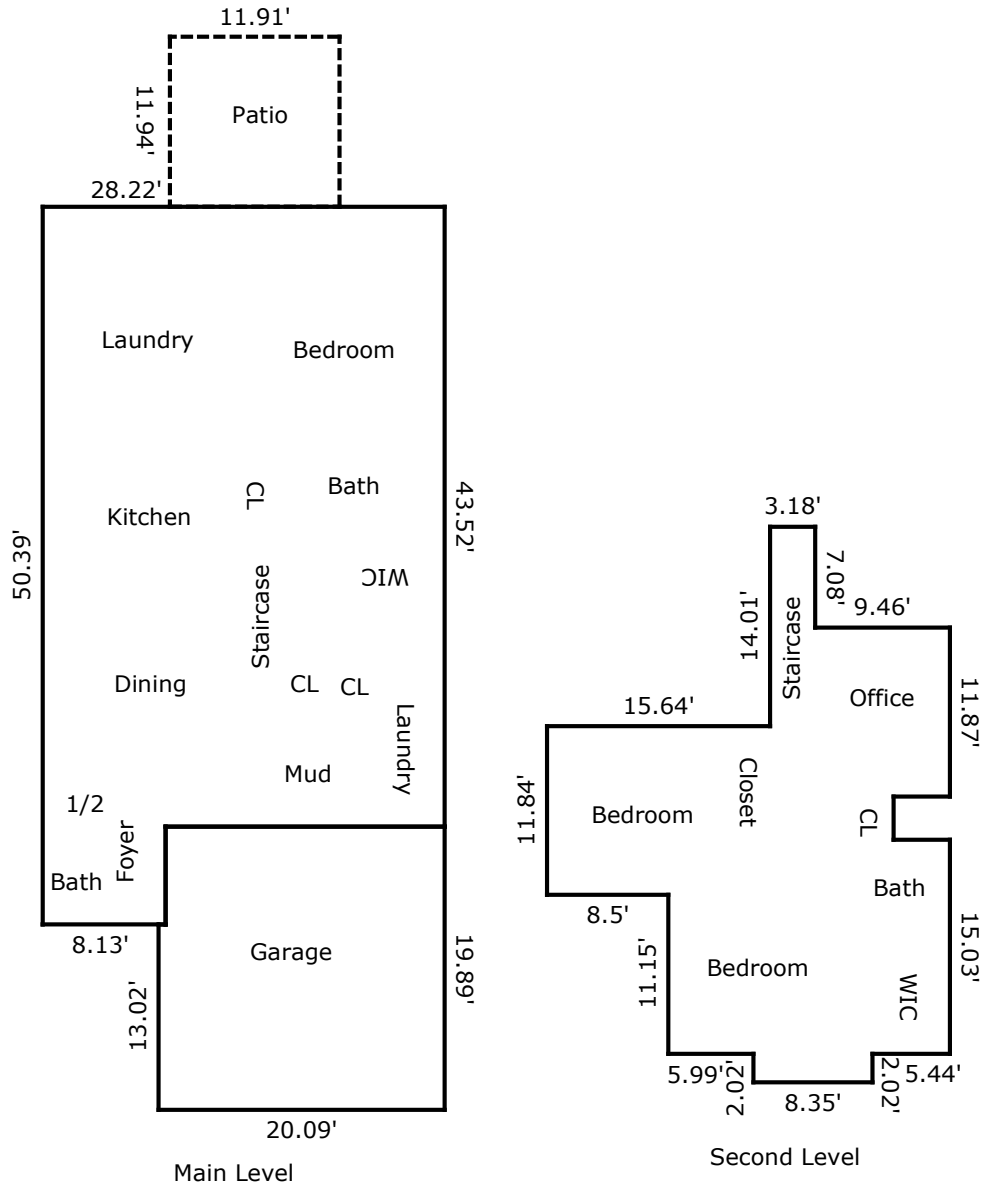 11.91'
11.94'
Patio
28.22'
Laundry
Bedroom
Kitchen
CL
Bath
WIC
50.39'
43.52'
Staircase
Dining
CL
CL
Laundry
Mud
1/2
Bath
Foyer
8.13'
Garage
19.89'
13.02'
20.09'
Main Level
3.18'
7.08'
14.01'
Staircase
9.46'
15.64'
Office
11.87'
11.84'
Bedroom
Closet
CL
Bath
8.5'
11.15'
Bedroom
WIC
15.03'
5.99'
2.02'
8.35'
2.02'
5.44'
Second Level